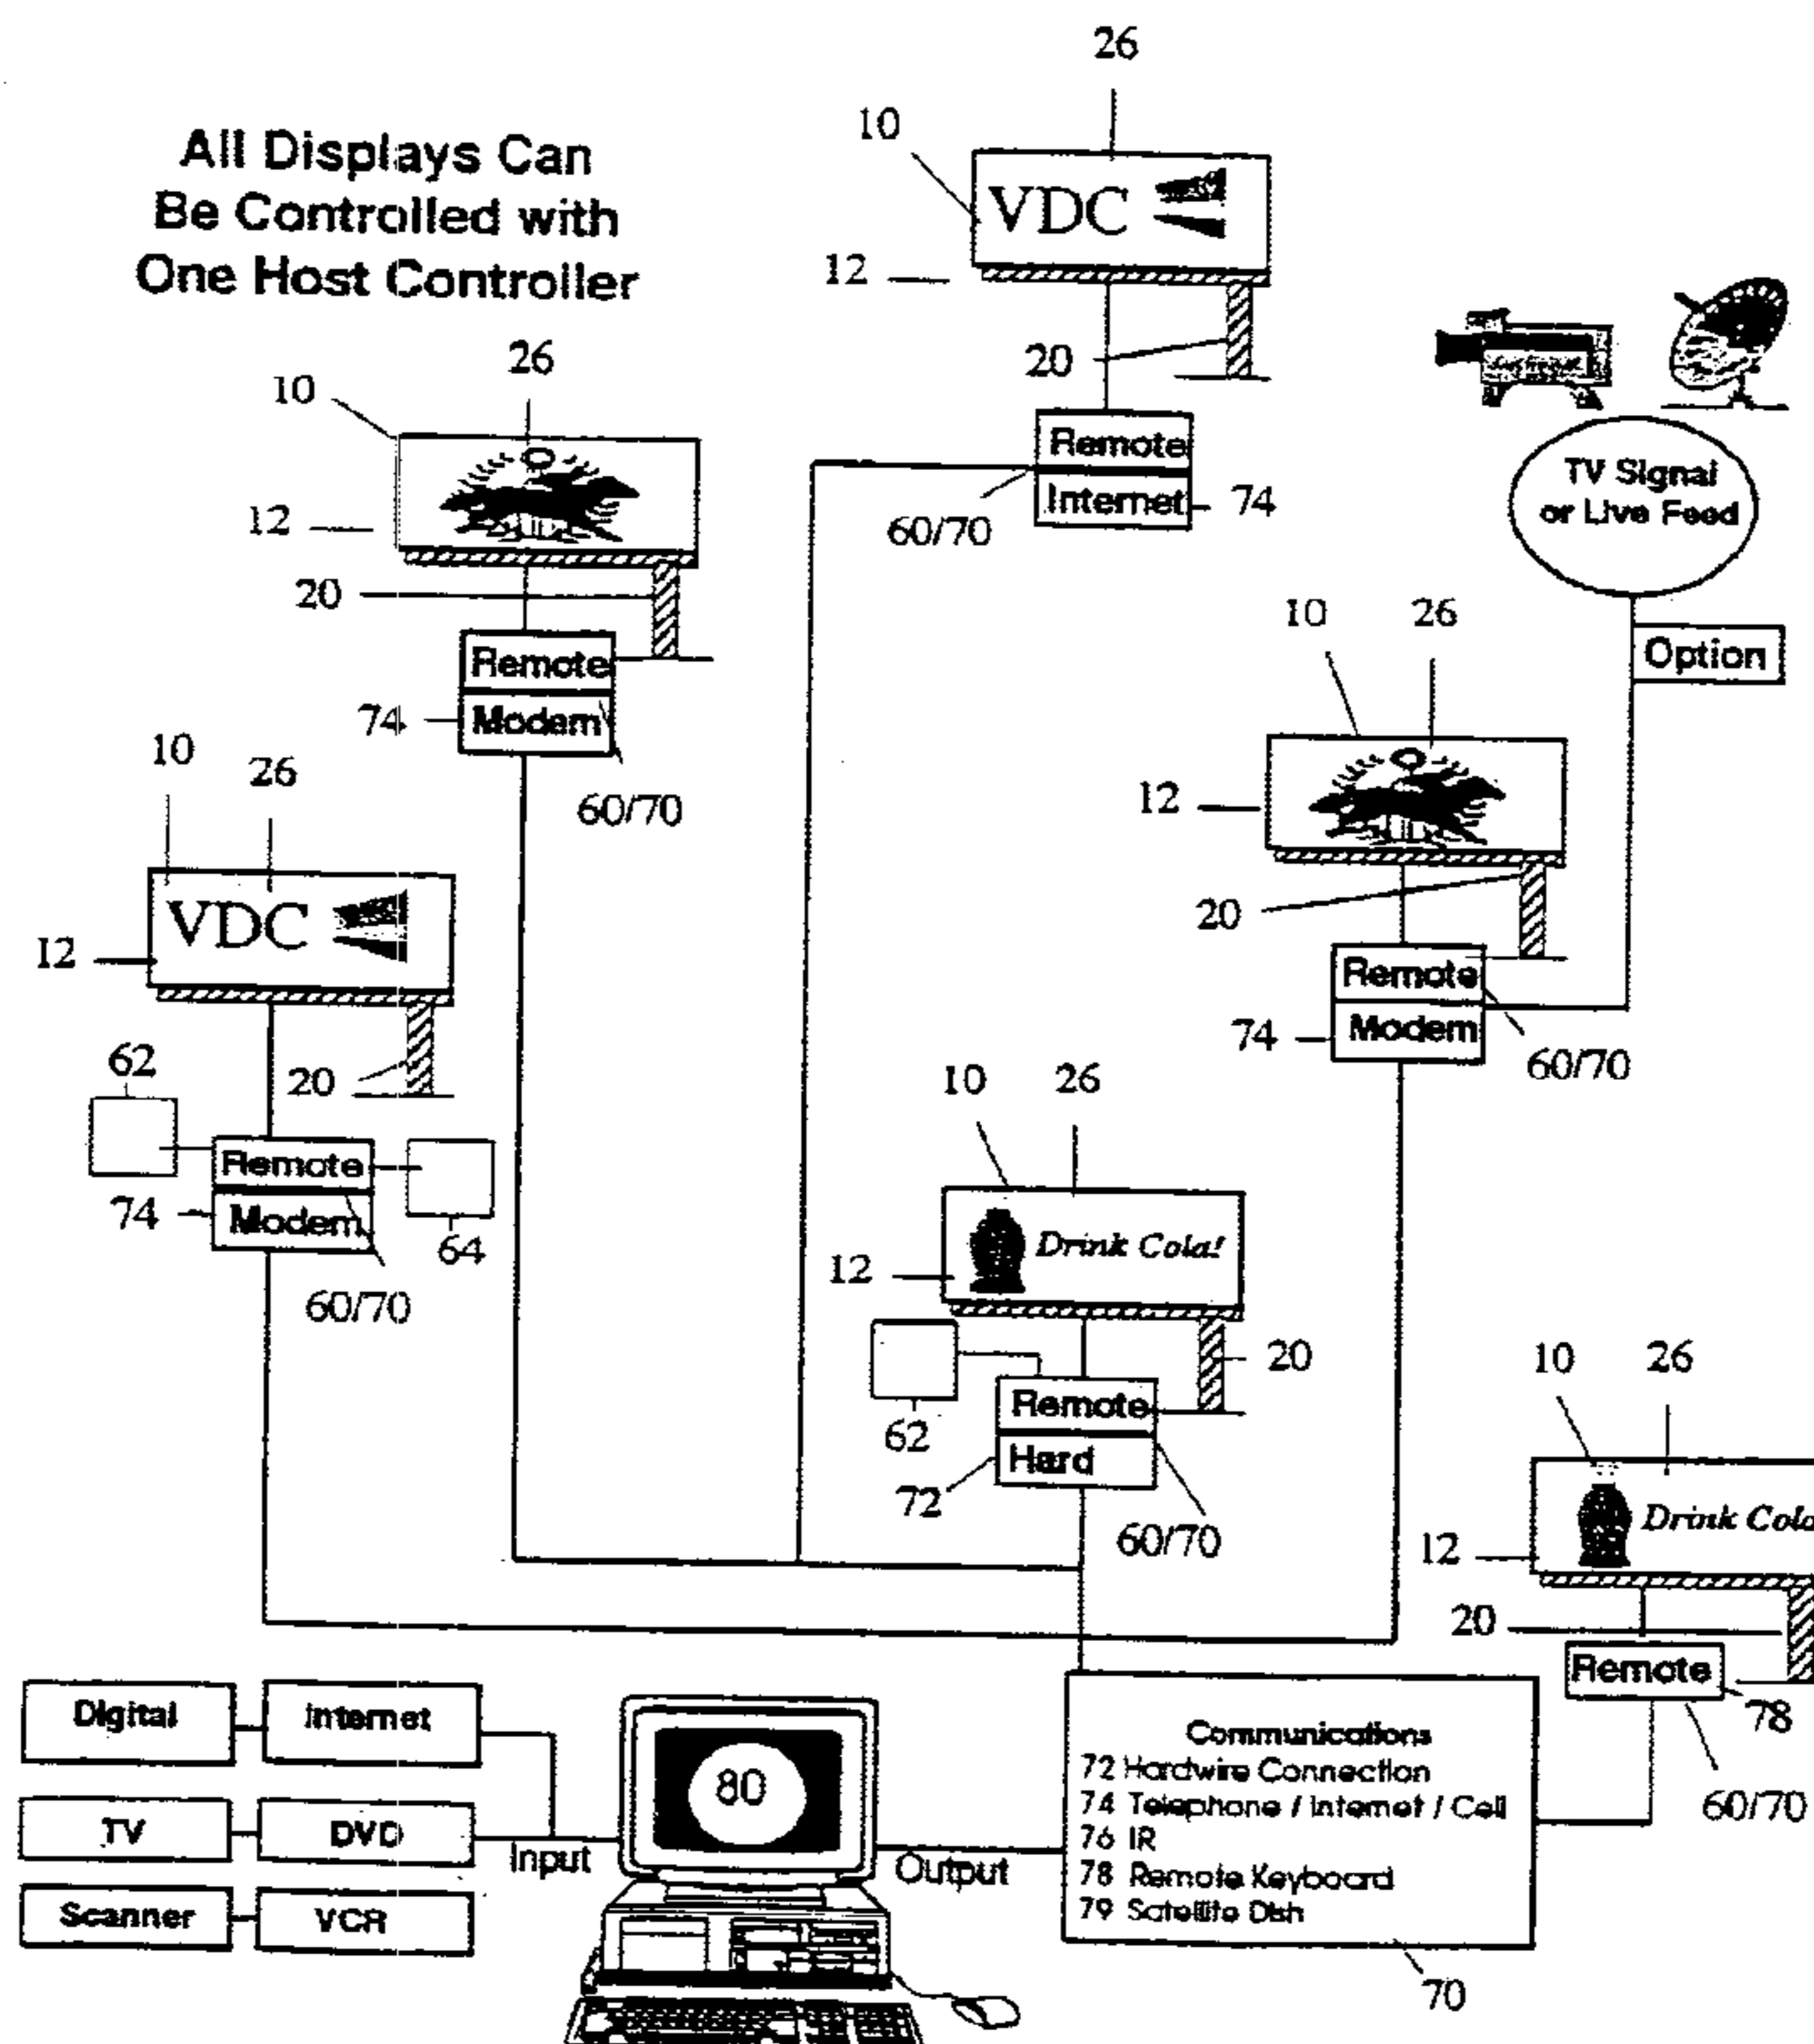 26
All Displays Can
Be Controlled with
One Host Controller
10
VDC
12
20
Remote
Internet
74
60/70
TV Signal
or Live Feed
Option
26
10
12
20
Remote
Modem
74
60/70
10
26
12
20
Remote
Modem
74
60/70
10
26
VDC
12
20
62
Remote
Modem
74
64
60/70
10
26
Drink Cola!
12
20
62
Remote
Hard
72
60/70
10
26
Drink Cola
12
20
Remote
78
60/70
Digital
Internet
TV
DVD
Scanner
VCR
Input
80
Output
Communications
72 Hardwire Connection
74 Telephone / Internet / Cell
76 IR
78 Remote Keyboard
79 Satellite Dish
70